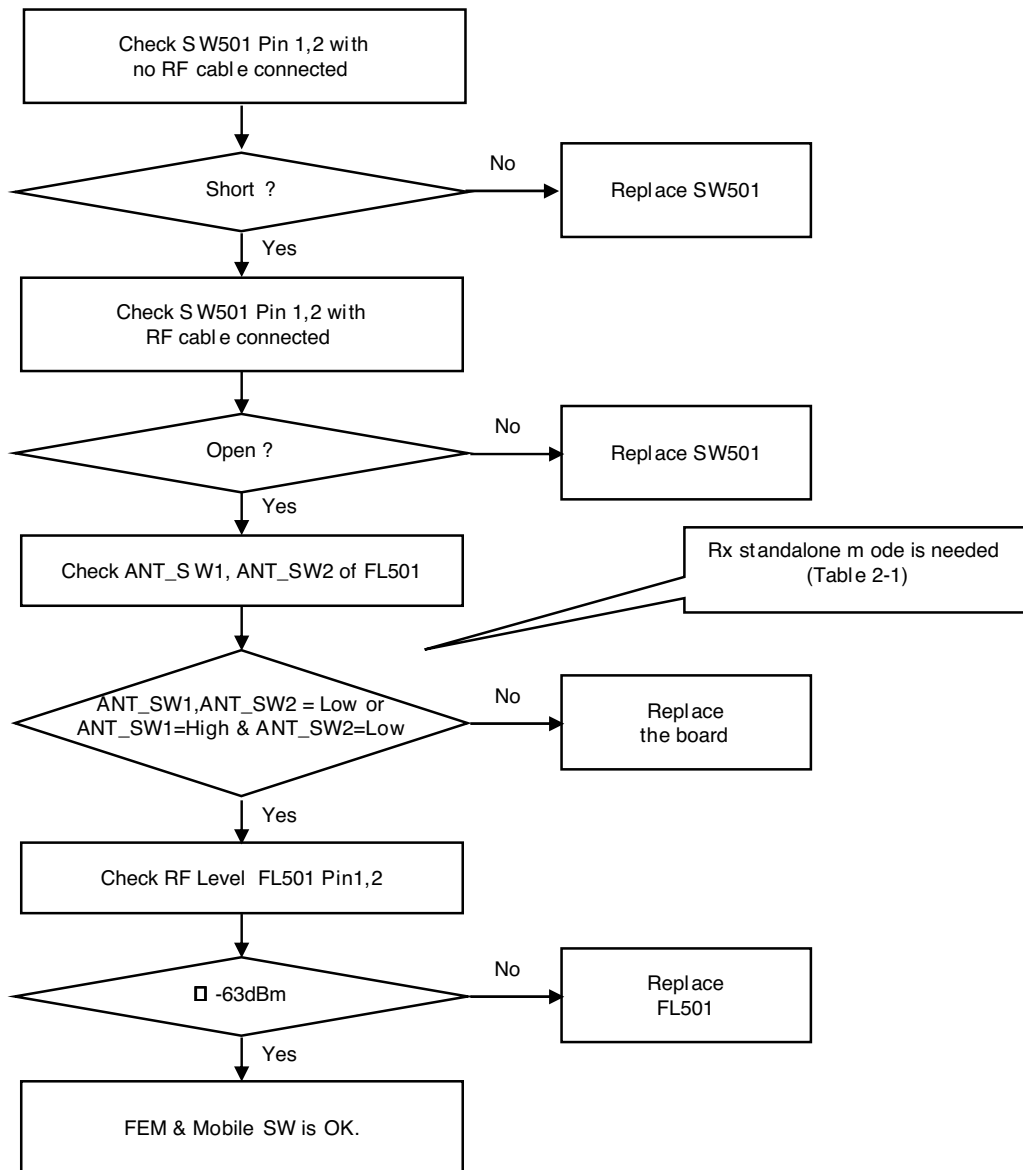 Check SW501 Pin 1,2 with
no RF cable connected
Short ?
No
Replace SW501
Yes
Check SW501 Pin 1,2 with
RF cable connected
Open ?
No
Replace SW501
Yes
Check ANT_SW1, ANT_SW2 of FL501
Rx standalone mode is needed
(Table 2-1)
ANT_SW1,ANT_SW2 = Low or
ANT_SW1=High & ANT_SW2=Low
No
Replace
the board
Yes
Check RF Level FL501 Pin1,2
□ -63dBm
No
Replace
FL501
Yes
FEM & Mobile SW is OK.